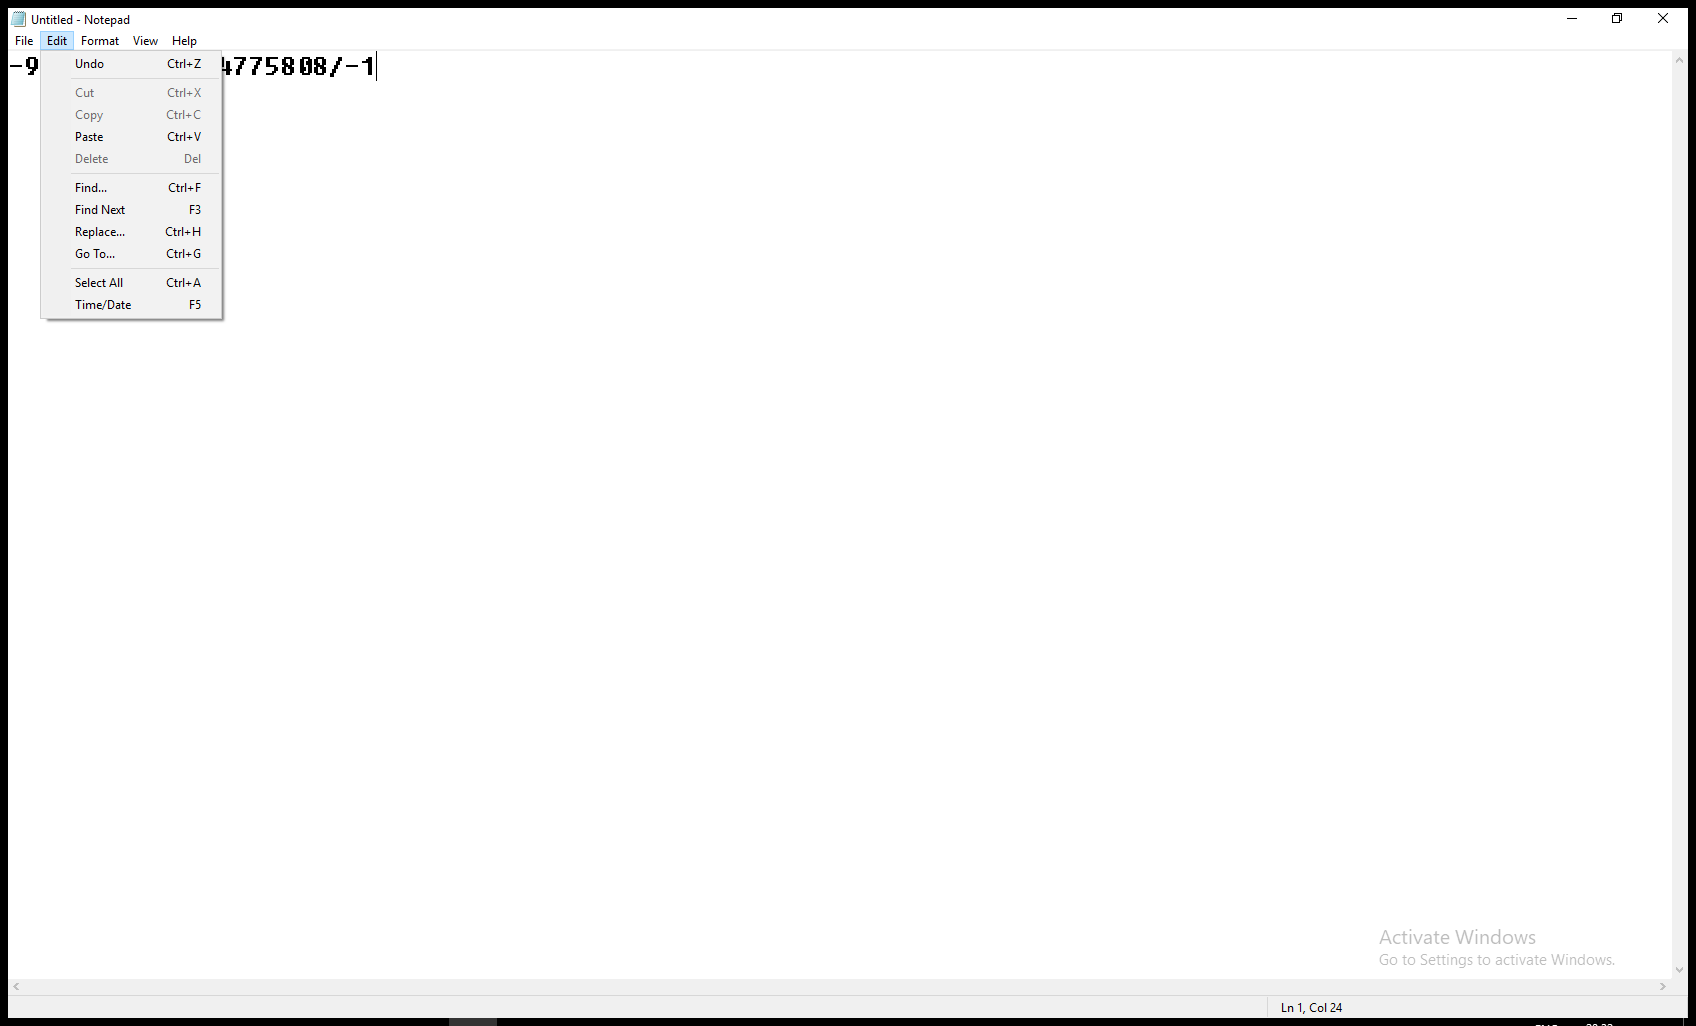 Untitled - Notepad
File Edit Format View Help
-9 4775808/-1
Undo Ctrl+Z
Cut Ctrl+X
Copy Ctrl+C
Paste Ctrl+V
Delete Del
Find... Ctrl+F
Find Next F3
Replace... Ctrl+H
Go To... Ctrl+G
Select All Ctrl+A
Time/Date F5
Activate Windows
Go to Settings to activate Windows.
Ln 1, Col 24